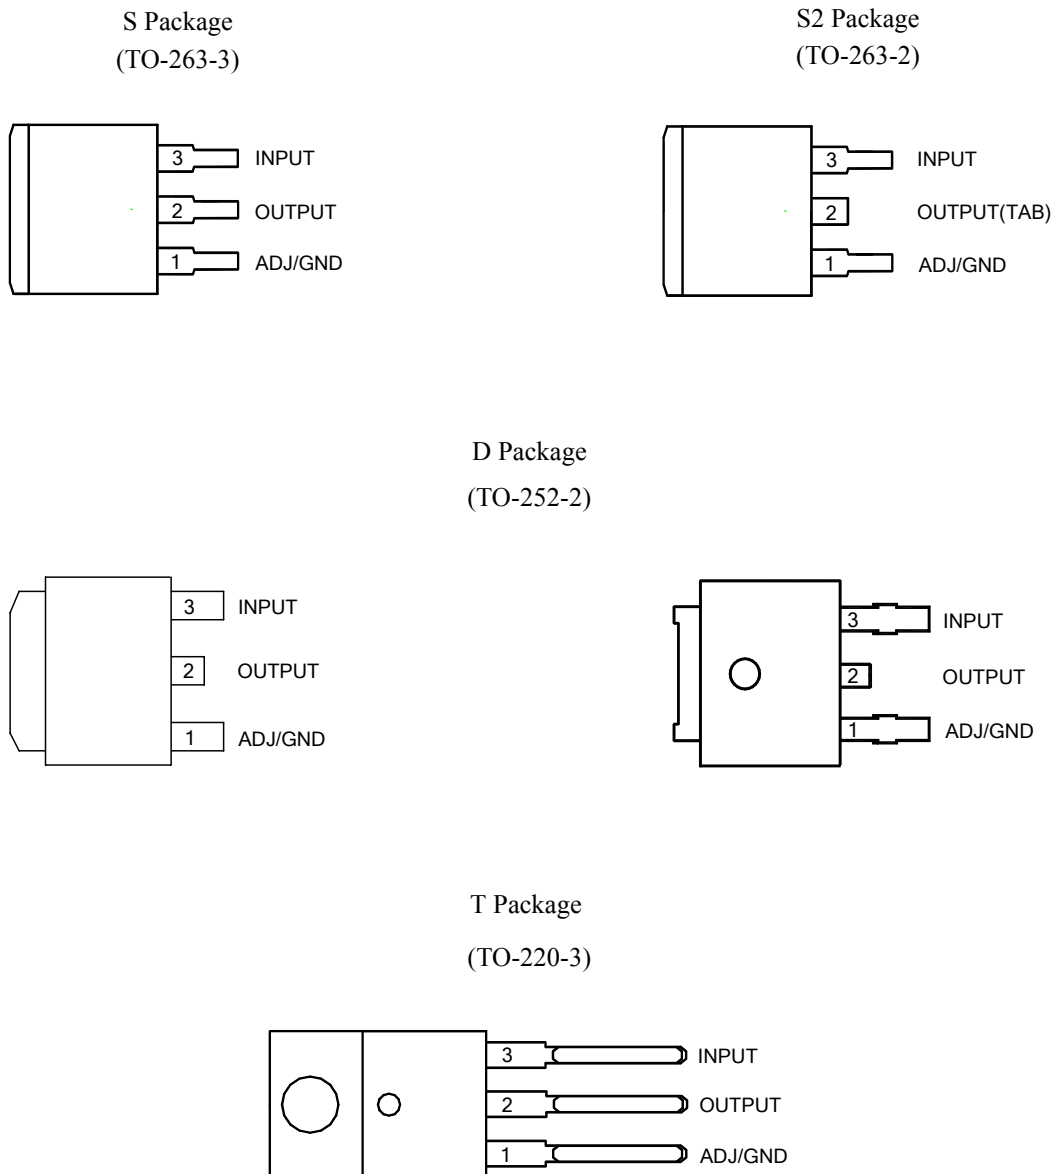 S Package
(TO-263-3)
3 INPUT
2 OUTPUT
1 ADJ/GND
S2 Package
(TO-263-2)
3 INPUT
2 OUTPUT(TAB)
1 ADJ/GND
D Package
(TO-252-2)
3 INPUT
2 OUTPUT
1 ADJ/GND
3 INPUT
2 OUTPUT
1 ADJ/GND
T Package
(TO-220-3)
3 INPUT
2 OUTPUT
1 ADJ/GND